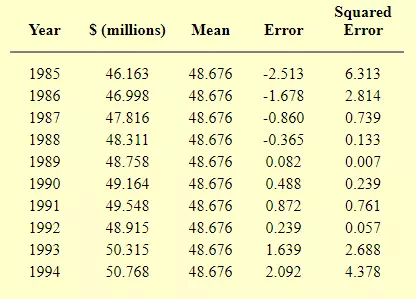 Squared
Year $ (millions) Mean Error Error
1985 46.163 48.676 -2.513 6.313
1986 46.998 48.676 -1.678 2.814
1987 47.816 48.676 -0.860 0.739
1988 48.311 48.676 -0.365 0.133
1989 48.758 48.676 0.082 0.007
1990 49.164 48.676 0.488 0.239
1991 49.548 48.676 0.872 0.761
1992 48.915 48.676 0.239 0.057
1993 50.315 48.676 1.639 2.688
1994 50.768 48.676 2.092 4.378